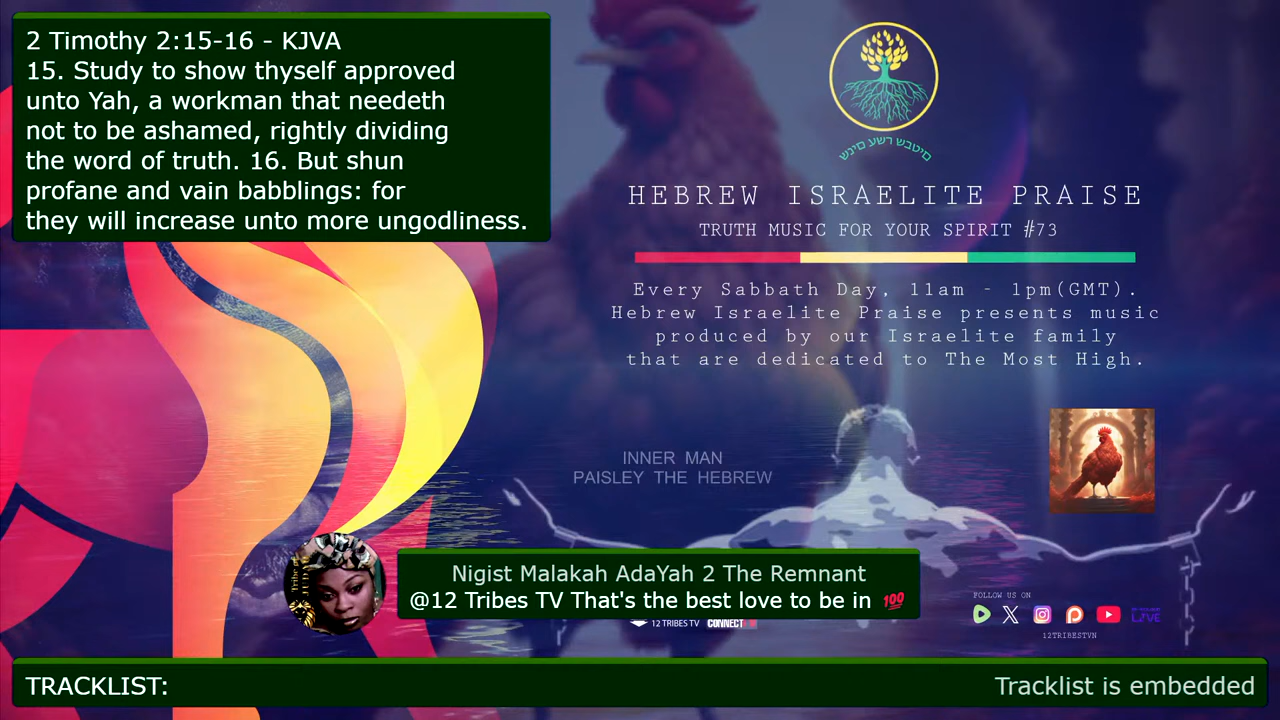 2 Timothy 2:15-16 - KJVA
15. Study to show thyself approved
unto Yah, a workman that needeth
not to be ashamed, rightly dividing
the word of truth. 16. But shun
profane and vain babblings: for
they will increase unto more ungodliness.
שנים עשר שבטים
HEBREW ISRAELITE PRAISE
TRUTH MUSIC FOR YOUR SPIRIT #73
Every Sabbath Day, 11am - 1pm(GMT).
Hebrew Israelite Praise presents music
produced by our Israelite family
that are dedicated to The Most High.
INNER MAN
PAISLEY THE HEBREW
Nigist Malakah AdaYah 2 The Remnant
@12 Tribes TV That's the best love to be in 💯
12 TRIBES TV CONNECT
FOLLOW US ON
LIVE
12TRIBESTVN
TRACKLIST:
Tracklist is embedded